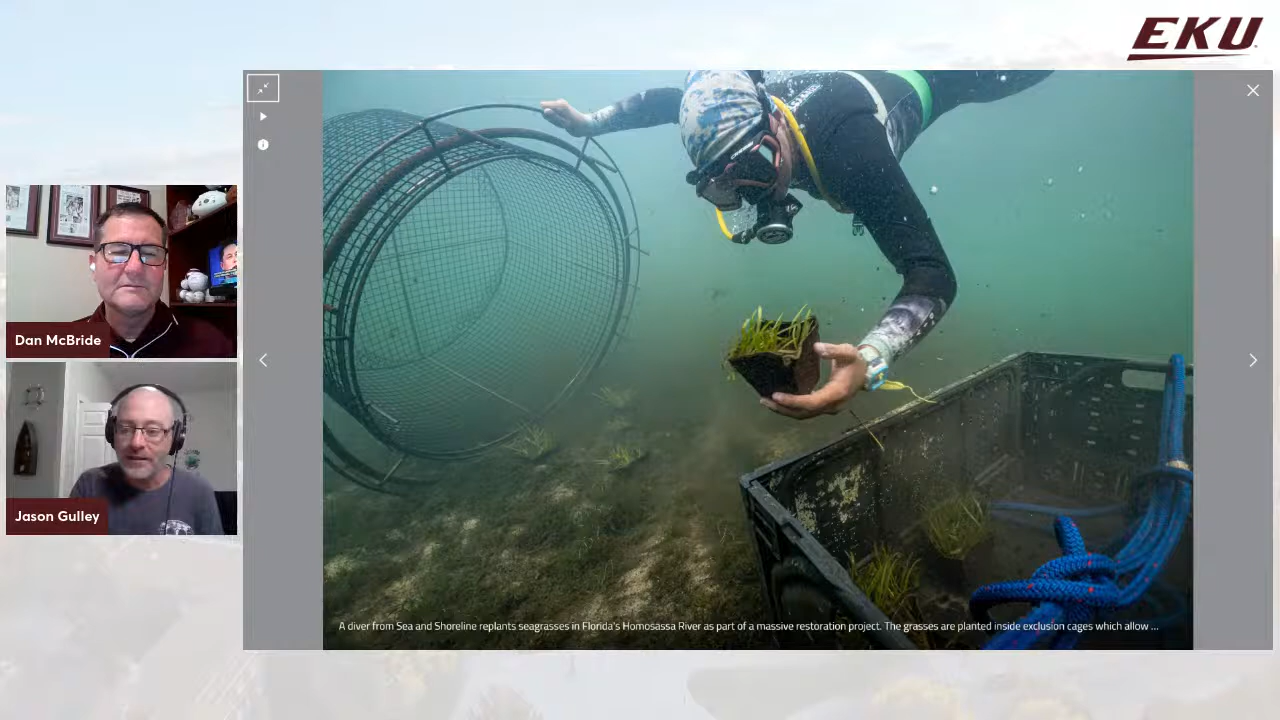 EKU
Dan McBride
Jason Gulley
A diver from Sea and Shoreline replants seagrasses in Florida's Homosassa River as part of a massive restoration project. The grasses are planted inside exclusion cages which allow ...